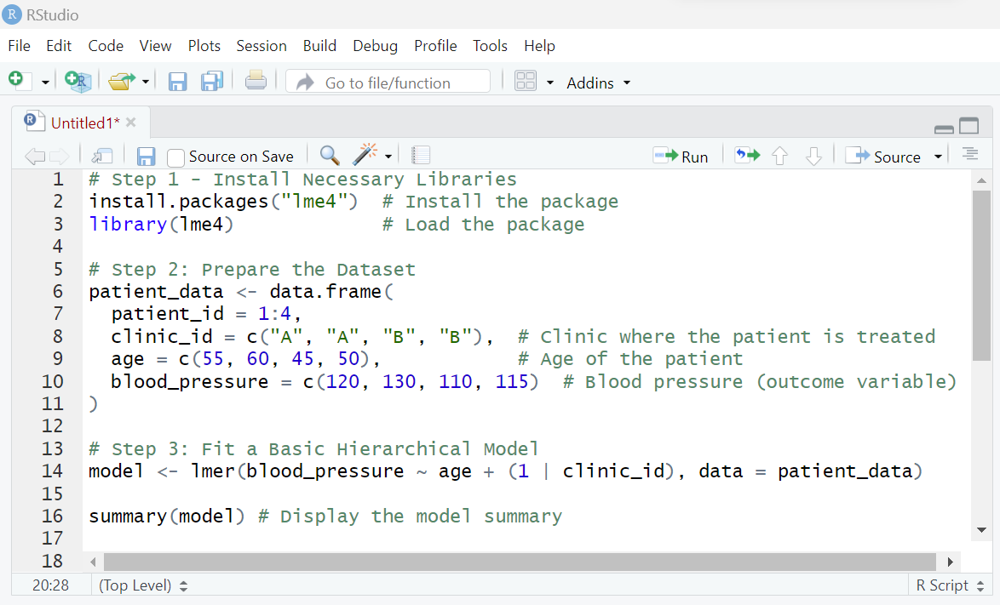 R RStudio
File Edit Code View Plots Session Build Debug Profile Tools Help
R Go to file/function Addins
R Untitled1*
Source on Save Run Source
1 # Step 1 - Install Necessary Libraries
2 install.packages("lme4")  # Install the package
3 library(lme4)             # Load the package
4
5 # Step 2: Prepare the Dataset
6 patient_data <- data.frame(
7   patient_id = 1:4,
8   clinic_id = c("A", "A", "B", "B"),  # Clinic where the patient is treated
9   age = c(55, 60, 45, 50),            # Age of the patient
10   blood_pressure = c(120, 130, 110, 115)  # Blood pressure (outcome variable)
11 )
12
13 # Step 3: Fit a Basic Hierarchical Model
14 model <- lmer(blood_pressure ~ age + (1 | clinic_id), data = patient_data)
15
16 summary(model) # Display the model summary
17
18
20:28 (Top Level) R Script